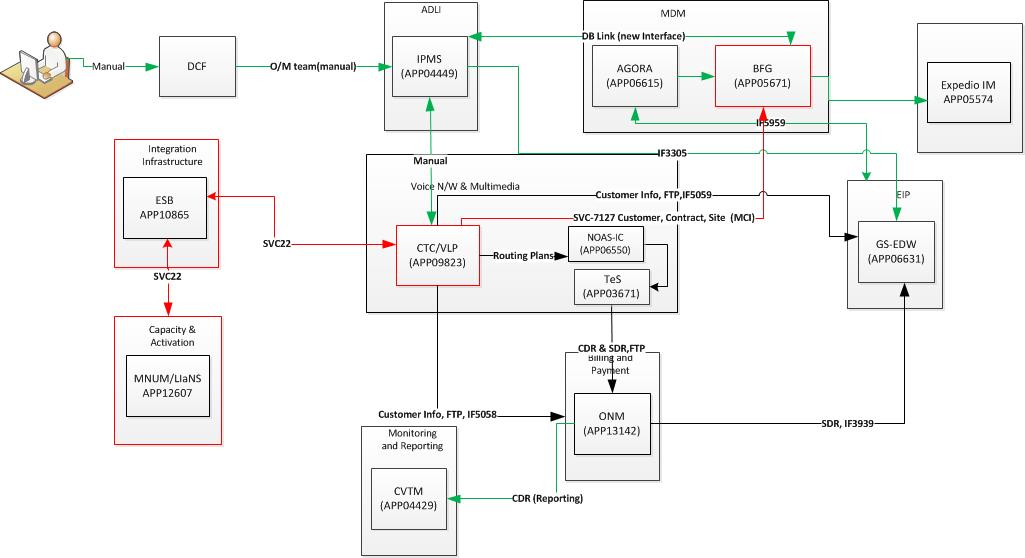 ADLI
MDM
DB Link (new Interface)
Manual
DCF
O/M team(manual)
IPMS
(APP04449)
AGORA
(APP06615)
BFG
(APP05671)
Expedio IM
APP05574
IF5959
Integration
Infrastructure
Manual
IF3305
ESB
APP10865
Voice N/W & Multimedia
Customer Info, FTP,IF5059
EIP
SVC-7127 Customer, Contract, Site (MCI)
SVC22
CTC/VLP
(APP09823)
Routing Plans
NOAS-IC
(APP06550)
GS-EDW
(APP06631)
SVC22
TeS
(APP03671)
Capacity &
Activation
CDR & SDR,FTP
Billing and
Payment
MNUM/LIaNS
APP12607
Customer Info, FTP, IF5058
ONM
(APP13142)
SDR, IF3939
Monitoring
and Reporting
CVTM
(APP04429)
CDR (Reporting)